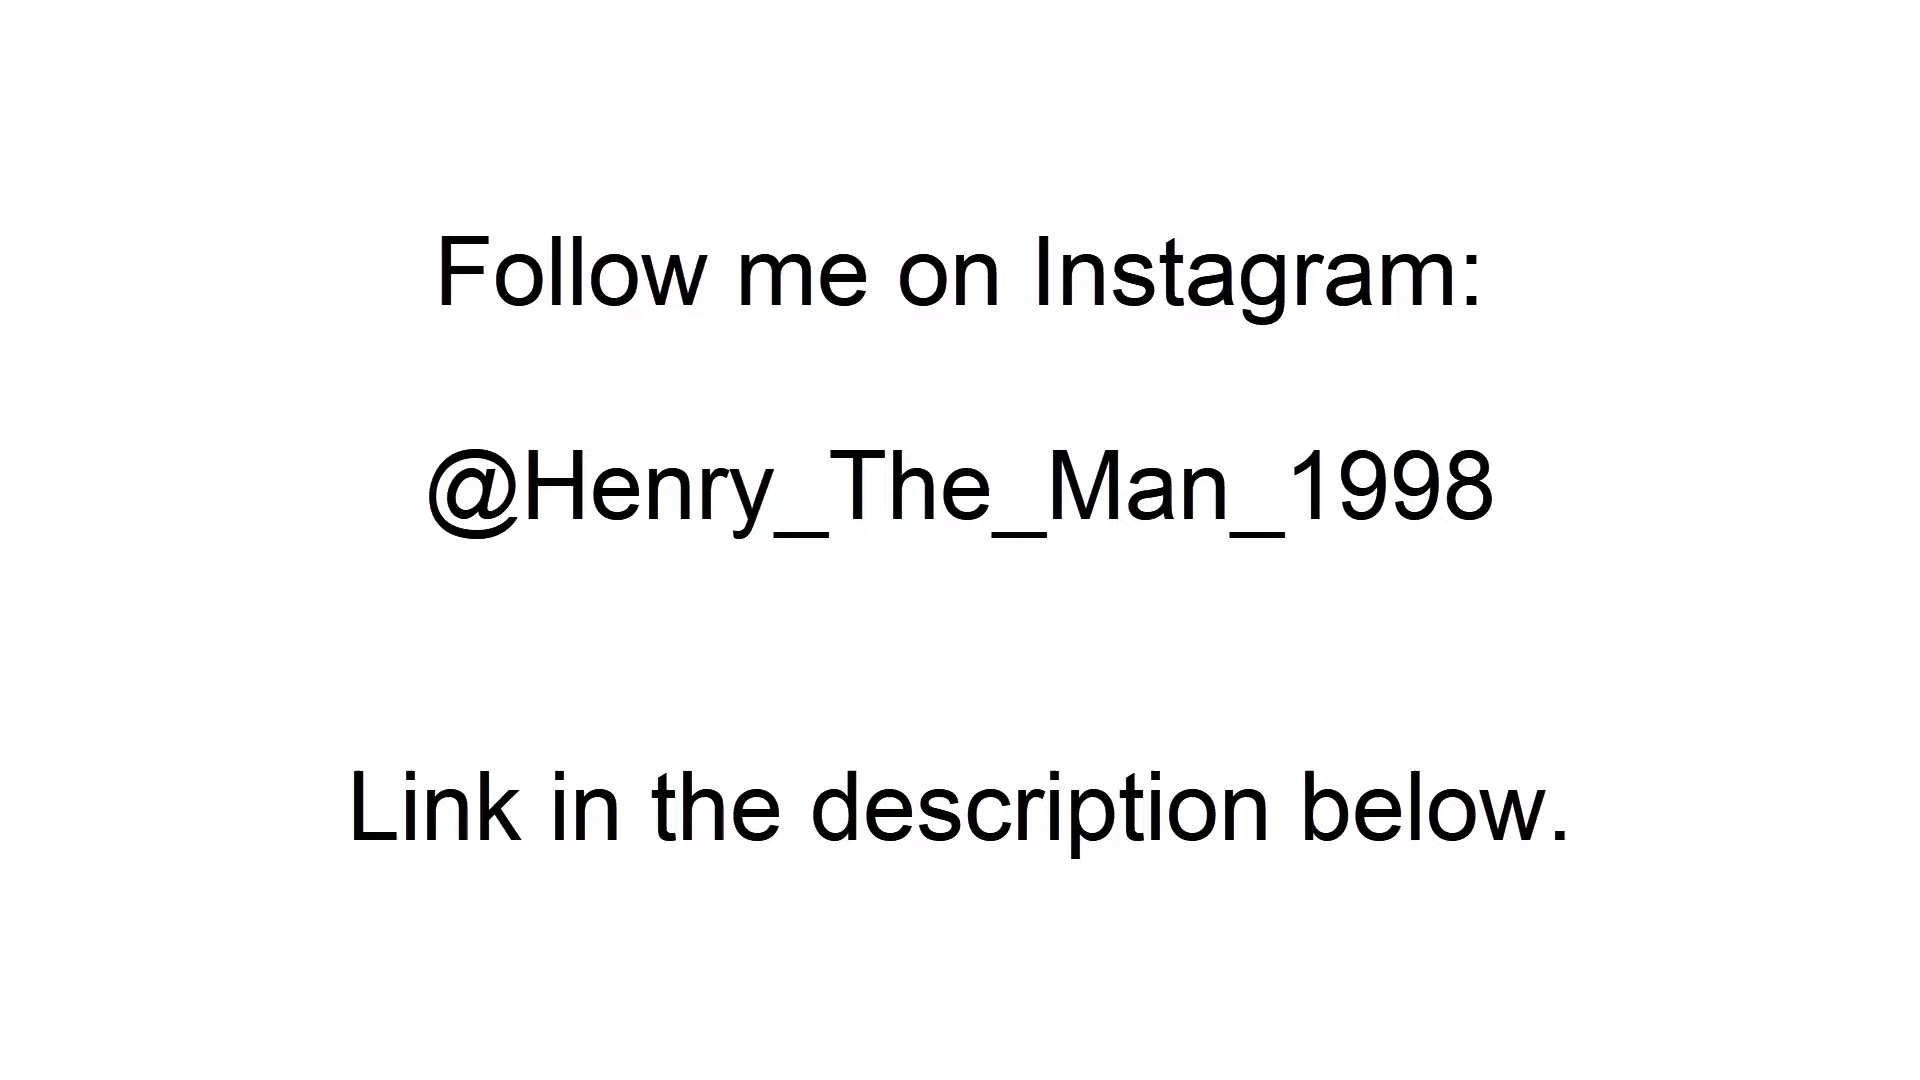 Follow me on Instagram:
@Henry_The_Man_1998
Link in the description below.